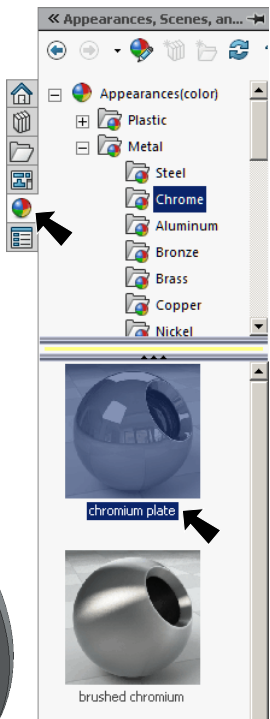 « Appearances, Scenes, an...
Appearances(color)
Plastic
Metal
Steel
Chrome
Aluminum
Bronze
Brass
Copper
Nickel
chromium plate
brushed chromium